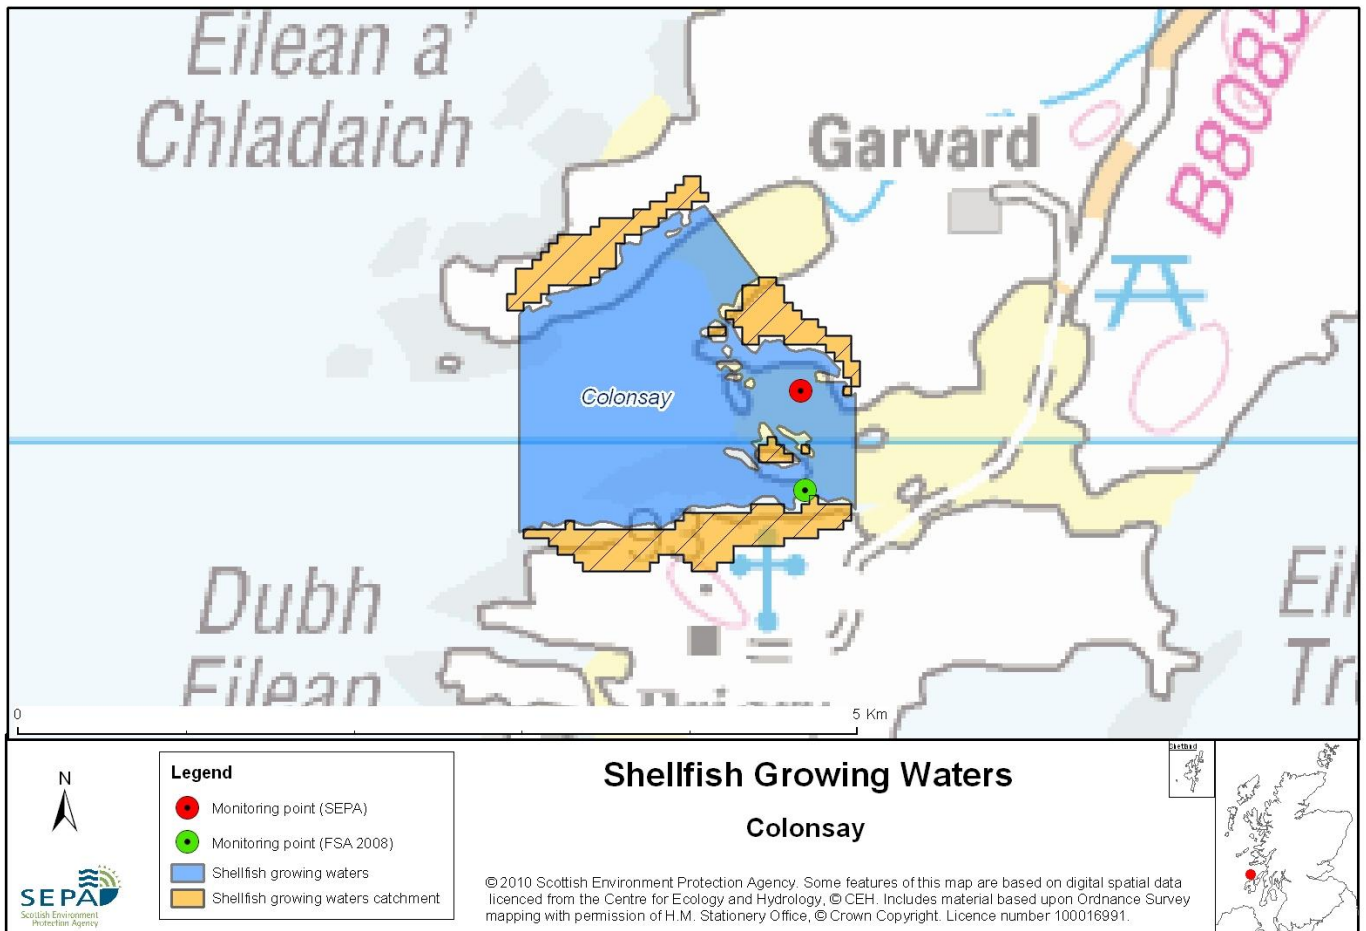 Eilean a'
Chladaich
Garvard
B8085
Colonsay
93
Dubh
Eilean
Eil
Tr
Priory
0
5 Km
N
SEPA
Scottish Environment
Protection Agency
Legend
Monitoring point (SEPA)
Monitoring point (FSA 2008)
Shellfish growing waters
Shellfish growing waters catchment
Shellfish Growing Waters
Colonsay
© 2010 Scottish Environment Protection Agency. Some features of this map are based on digital spatial data
licenced from the Centre for Ecology and Hydrology, © CEH. Includes material based upon Ordnance Survey
mapping with permission of H.M. Stationery Office, © Crown Copyright. Licence number 100016991.
Shetland